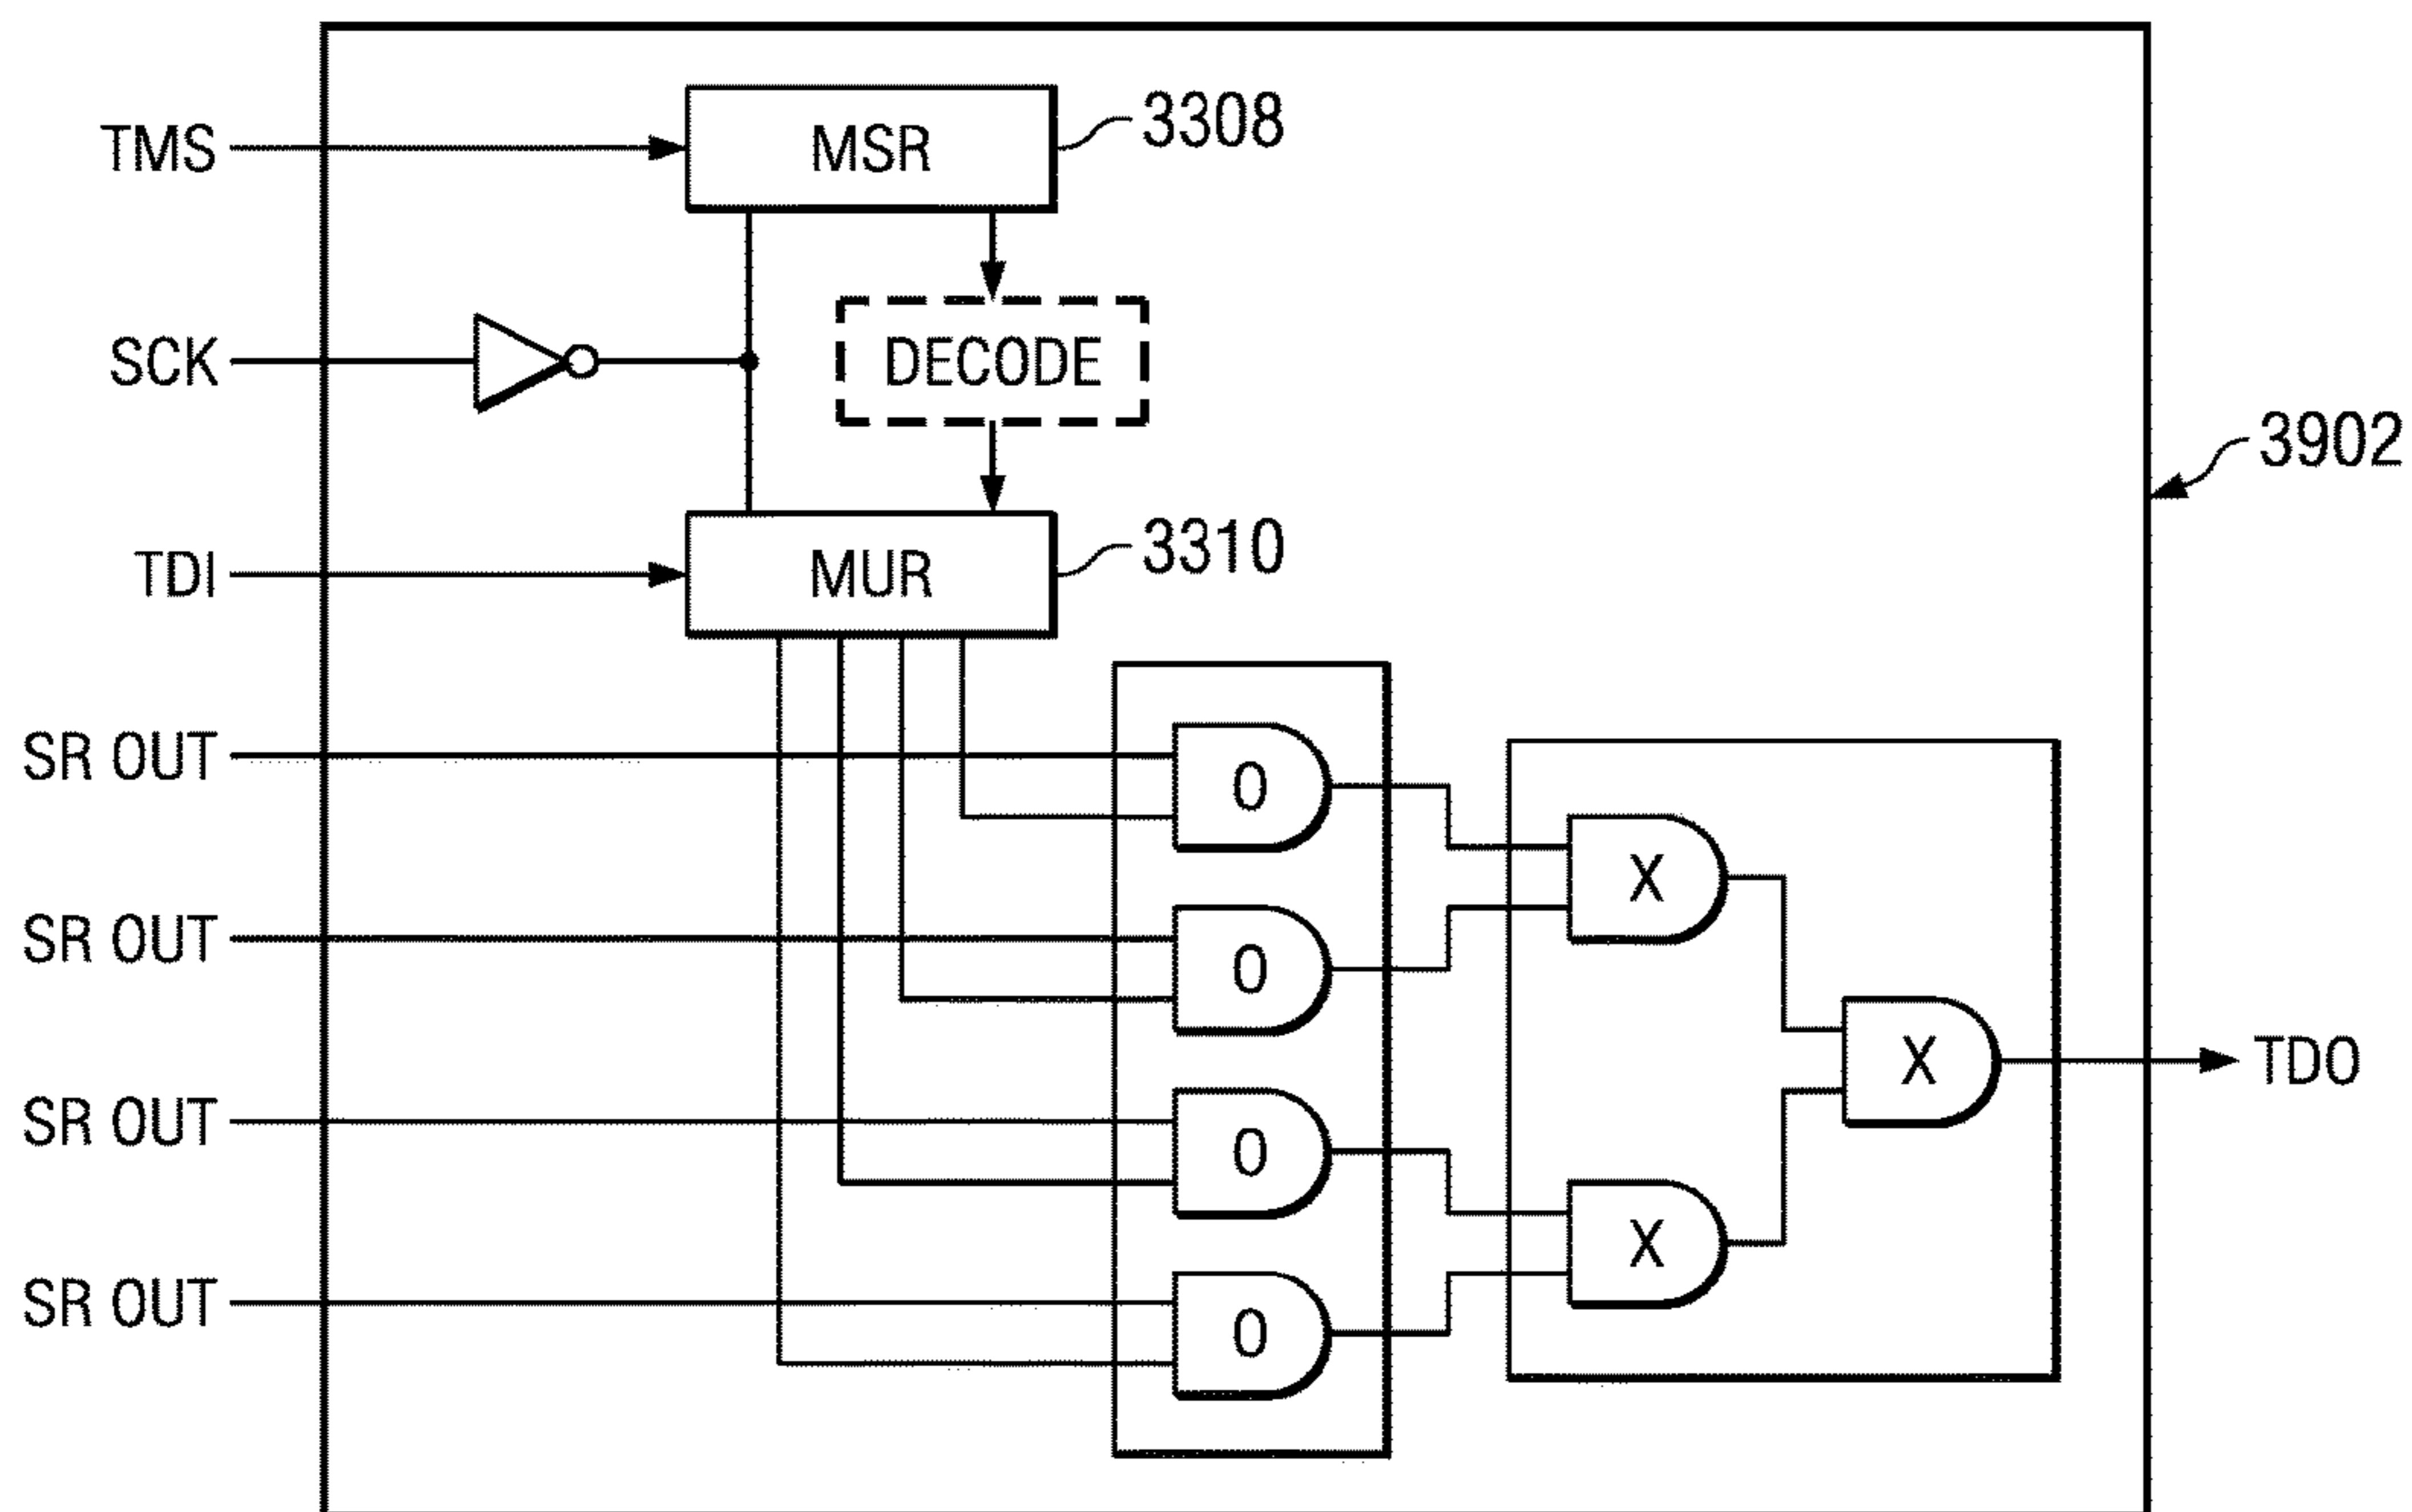 TMS
MSR
3308
SCK
DECODE
3902
TDI
MUR
3310
SR OUT
O
X
SR OUT
O
X
TDO
SR OUT
O
X
SR OUT
O